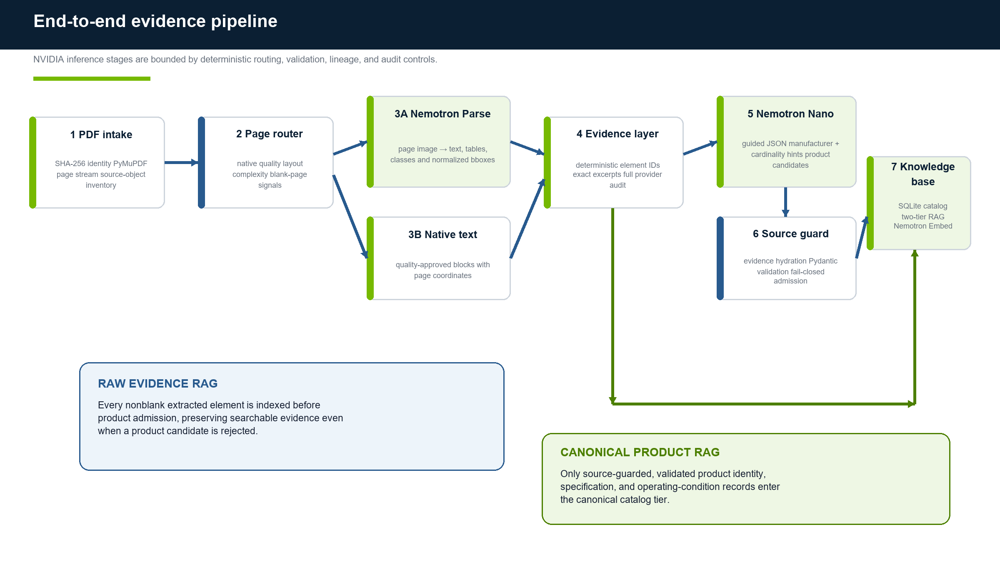 End-to-end evidence pipeline
NVIDIA inference stages are bounded by deterministic routing, validation, lineage, and audit controls.
1 PDF intake
SHA-256 identity PyMuPDF
page stream source-object
inventory
2 Page router
native quality layout
complexity blank-page
signals
3A Nemotron Parse
page image → text, tables,
classes and normalized bboxes
3B Native text
quality-approved blocks with
page coordinates
4 Evidence layer
deterministic element IDs
exact excerpts full provider
audit
5 Nemotron Nano
guided JSON manufacturer +
cardinality hints product
candidates
6 Source guard
evidence hydration Pydantic
validation fail-closed
admission
7 Knowledge
base
SQLite catalog
two-tier RAG
Nemotron Embed
RAW EVIDENCE RAG
Every nonblank extracted element is indexed before
product admission, preserving searchable evidence even
when a product candidate is rejected.
CANONICAL PRODUCT RAG
Only source-guarded, validated product identity,
specification, and operating-condition records enter
the canonical catalog tier.